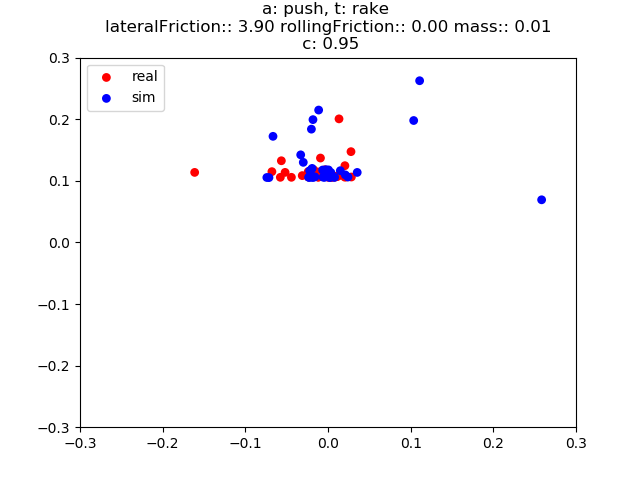 a: push, t: rake
lateralFriction:: 3.90 rollingFriction:: 0.00 mass:: 0.01
c: 0.95
real
sim
0.3
0.2
0.1
0.0
−0.1
−0.2
−0.3
−0.3 −0.2 −0.1 0.0 0.1 0.2 0.3